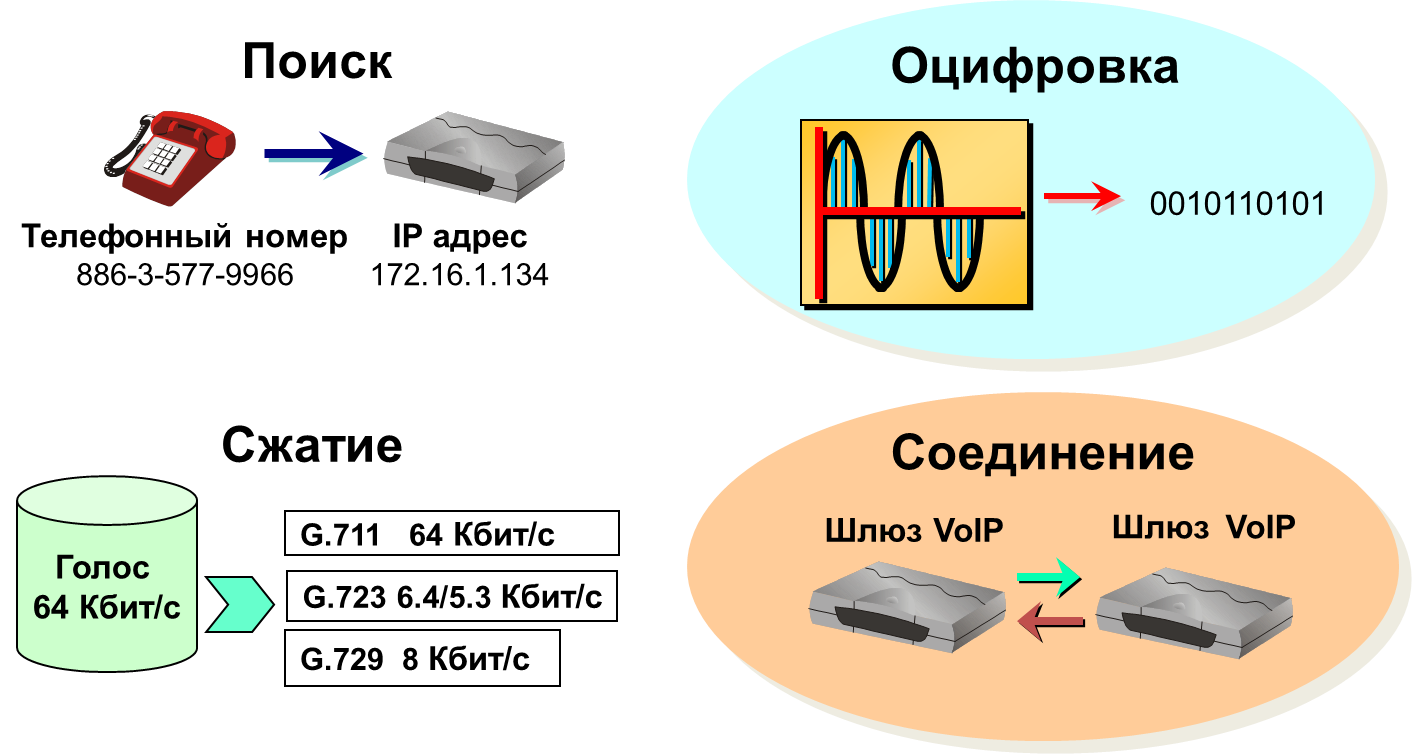 Поиск
Телефонный номер
886-3-577-9966
IP адрес
172.16.1.134
Оцифровка
0010110101
Сжатие
Голос
64 Кбит/с
G.711 64 Кбит/с
G.723 6.4/5.3 Кбит/с
G.729 8 Кбит/с
Соединение
Шлюз VoIP
Шлюз VoIP